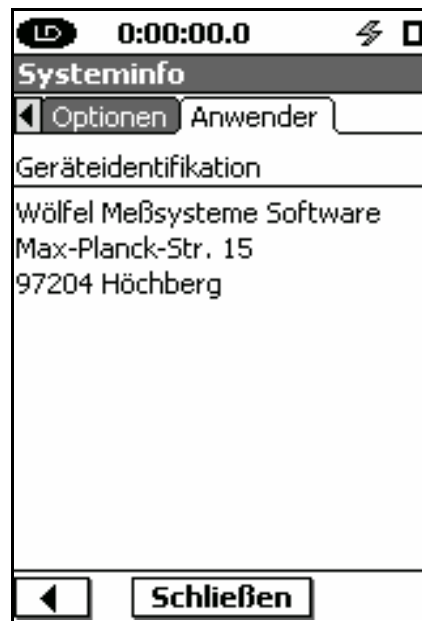 LD 0:00:00.0
Systeminfo
Optionen Anwender
Geräteidentifikation
Wölfel Meßsysteme Software
Max-Planck-Str. 15
97204 Höchberg
Schließen